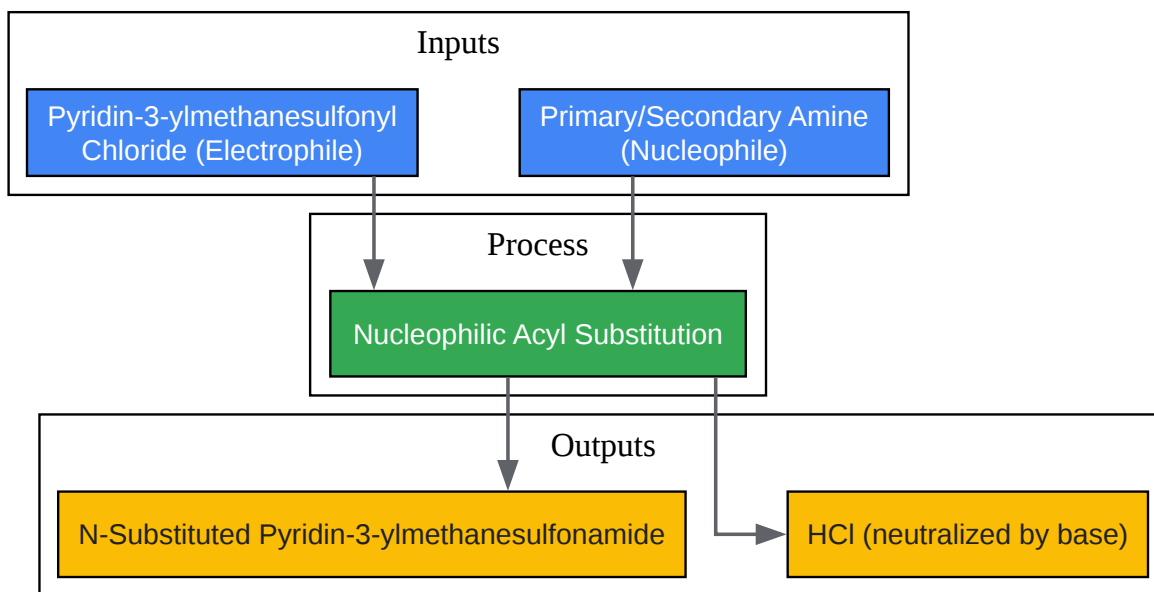 Inputs
Pyridin-3-ylmethanesulfonyl
Chloride (Electrophile)
Primary/Secondary Amine
(Nucleophile)
Process
Nucleophilic Acyl Substitution
Outputs
N-Substituted Pyridin-3-ylmethanesulfonamide
HCl (neutralized by base)